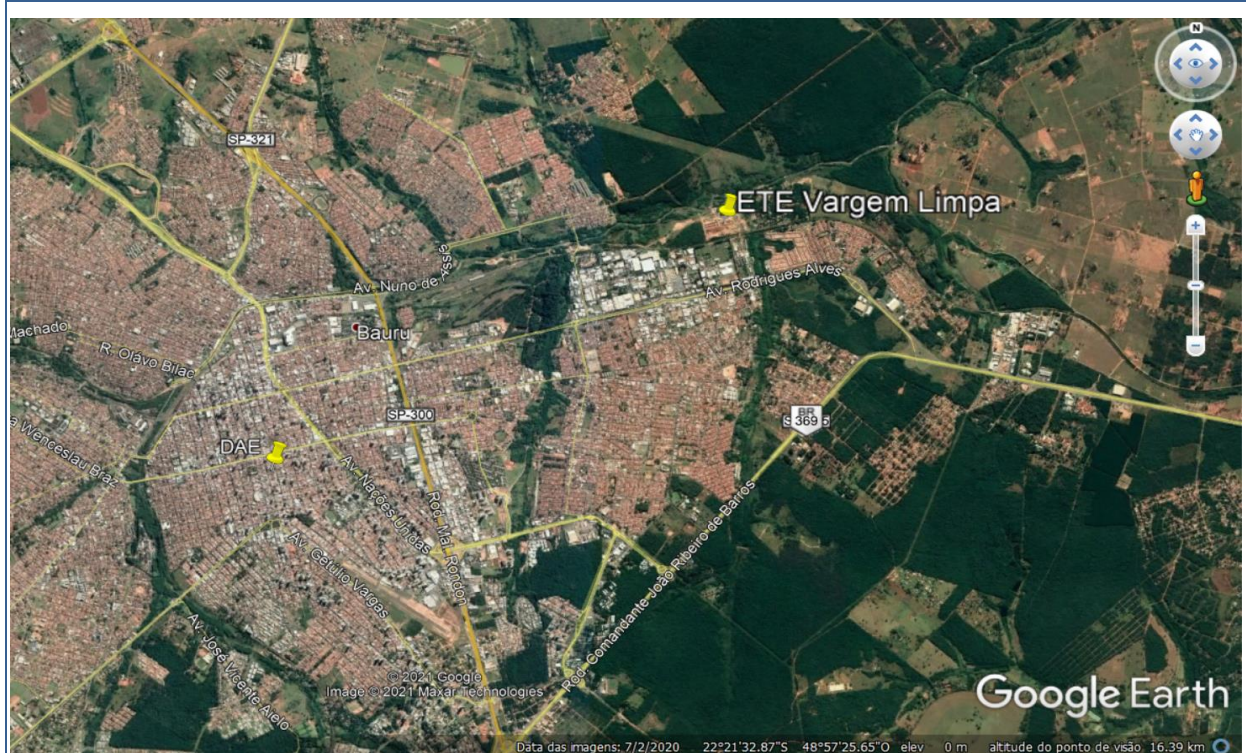 N
SP-321
ETE Vargem Limpa
Av. Nuno de Assis
Av. Rodrigues Alves
Machado
Bauru
R. Olavo Bilac
SP-300
BR
369
a Wenceslau Braz
DAE
Av. Nações Unidas
Rod. Mal. Rondon
Rod. Comandante João Ribeiro de Barros
Av. Getúlio Vargas
Av. José Vicente Aielo
© 2021 Google
Image © 2021 Maxar Technologies
Google Earth
Data das imagens: 7/2/2020 22°21'32.87"S 48°57'25.65"O elev 0 m altitude do ponto de visão 16.39 km